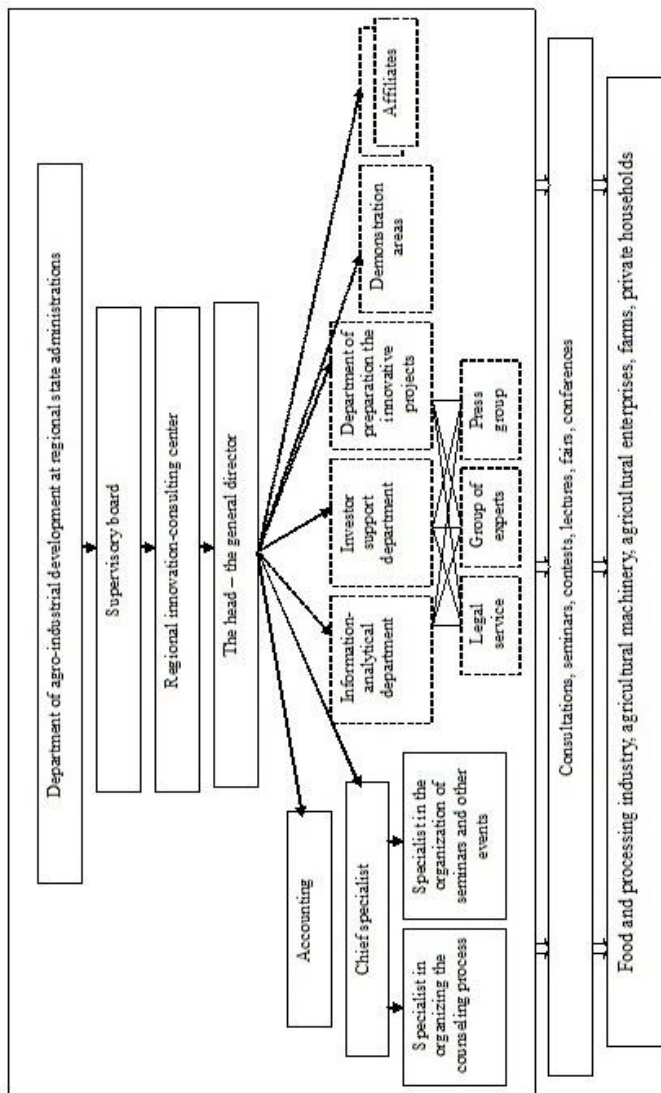 Department of agro-industrial development at regional state administrations
Supervisory board
Regional innovation-consulting center
The head – the general director
Accounting
Chief specialist
Specialist in
organizing the
counseling process
Specialist in the
organization of
seminars and other
events
Information-
analytical
department
Investor
support
department
Department of
preparation the
innovative
projects
Demonstration
areas
Affiliates
Legal
service
Group of
experts
Press
group
Consultations, seminars, contests, lectures, fairs, conferences
Food and processing industry, agricultural machinery, agricultural enterprises, farms, private households